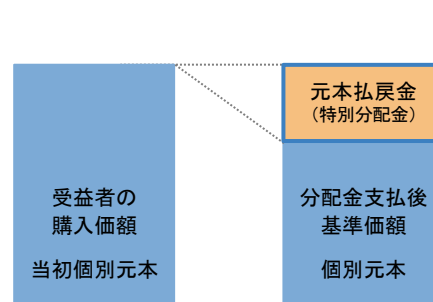 元本払戻金
（特別分配金）
受益者の
購入価額
当初個別元本
分配金支払後
基準価額
個別元本